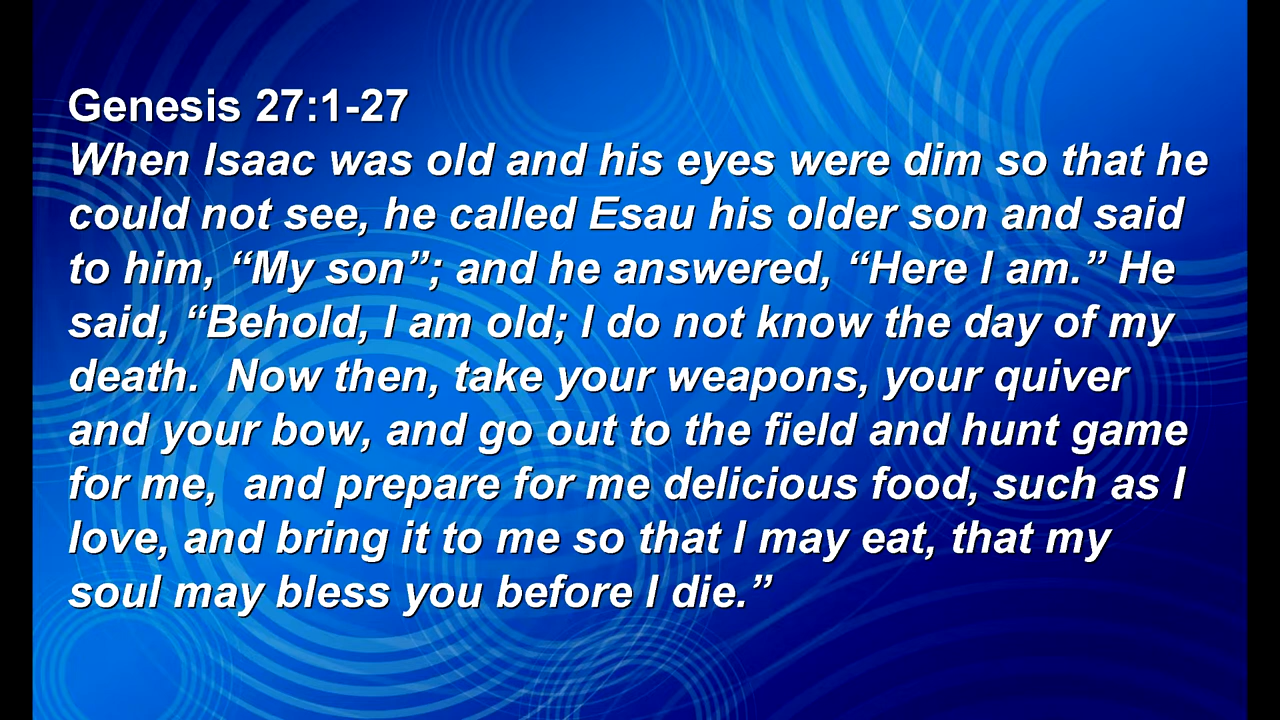 Genesis 27:1-27
When Isaac was old and his eyes were dim so that he
could not see, he called Esau his older son and said
to him, “My son”; and he answered, “Here I am.” He
said, “Behold, I am old; I do not know the day of my
death.  Now then, take your weapons, your quiver
and your bow, and go out to the field and hunt game
for me,  and prepare for me delicious food, such as I
love, and bring it to me so that I may eat, that my
soul may bless you before I die.”